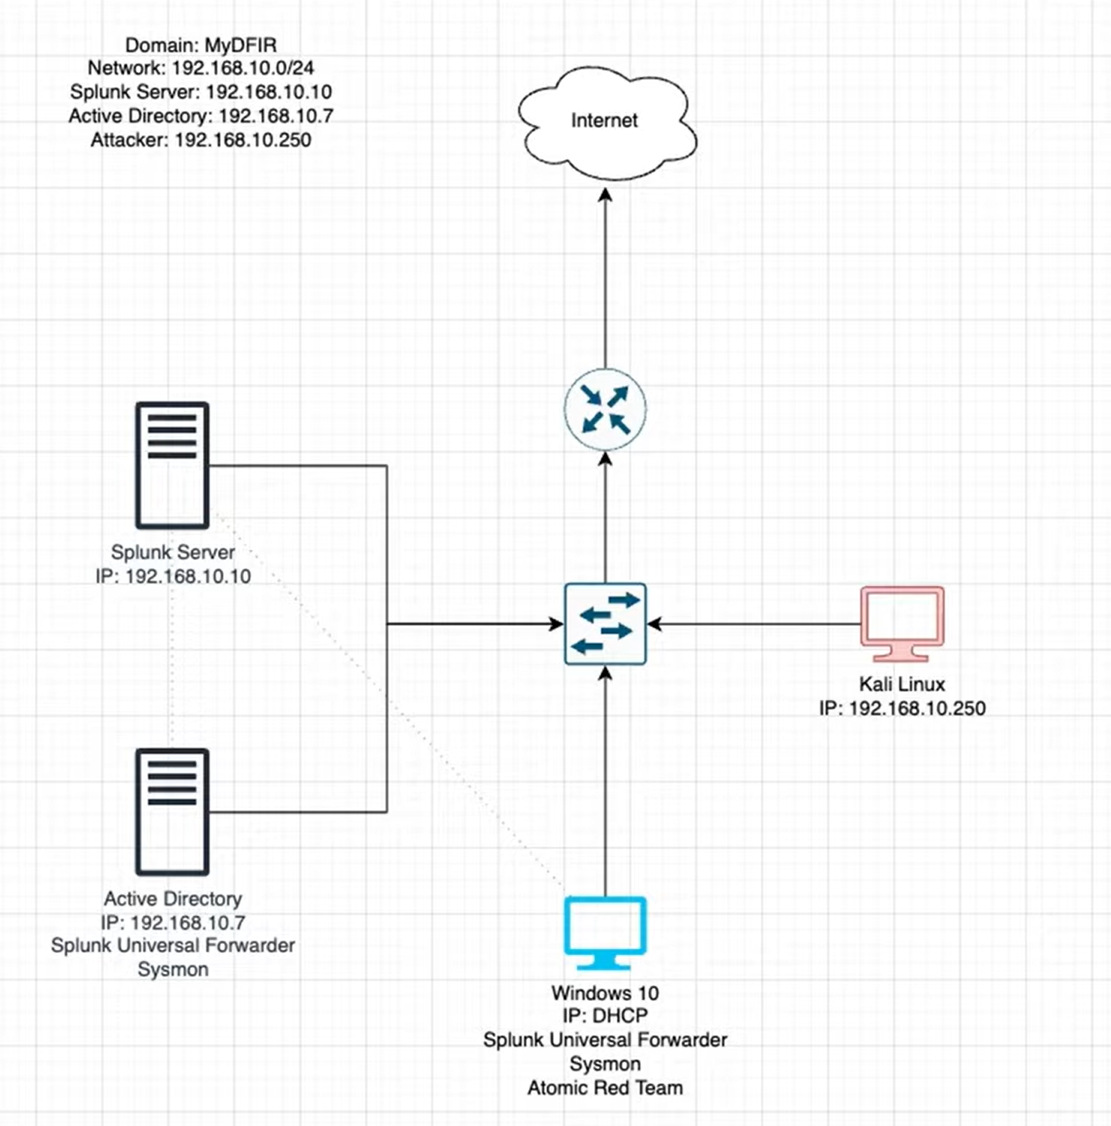 Domain: MyDFIR
Network: 192.168.10.0/24
Splunk Server: 192.168.10.10
Active Directory: 192.168.10.7
Attacker: 192.168.10.250
Internet
Splunk Server
IP: 192.168.10.10
Kali Linux
IP: 192.168.10.250
Active Directory
IP: 192.168.10.7
Splunk Universal Forwarder
Sysmon
Windows 10
IP: DHCP
Splunk Universal Forwarder
Sysmon
Atomic Red Team